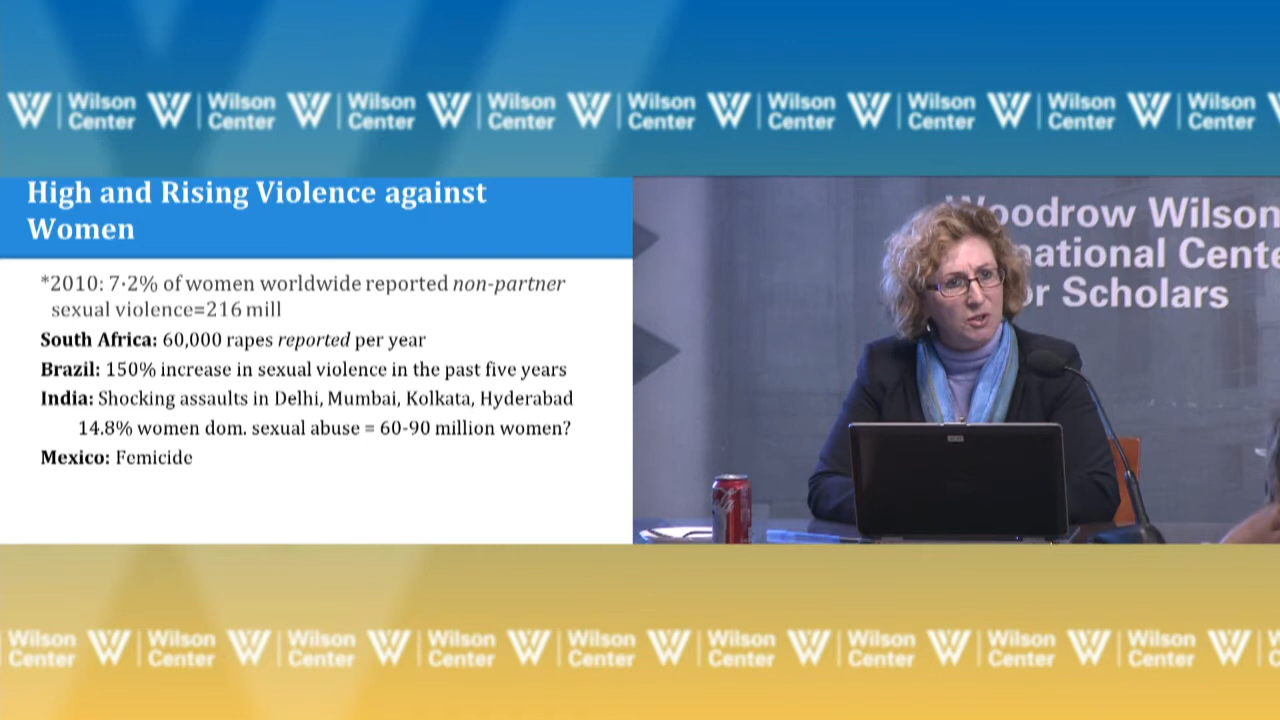 Wilson Center Wilson Center Wilson Center Wilson Center Wilson Center Wilson Center Wilson Center Wilson Center Wilson Center
High and Rising Violence against
Women
*2010: 7·2% of women worldwide reported non-partner
sexual violence=216 mill
South Africa: 60,000 rapes reported per year
Brazil: 150% increase in sexual violence in the past five years
India: Shocking assaults in Delhi, Mumbai, Kolkata, Hyderabad
14.8% women dom. sexual abuse = 60-90 million women?
Mexico: Femicide
Woodrow Wilson
national Cente
or Scholars
Wilson Center Wilson Center Wilson Center Wilson Center Wilson Center Wilson Center Wilson Center Wilson Center Wilson Center